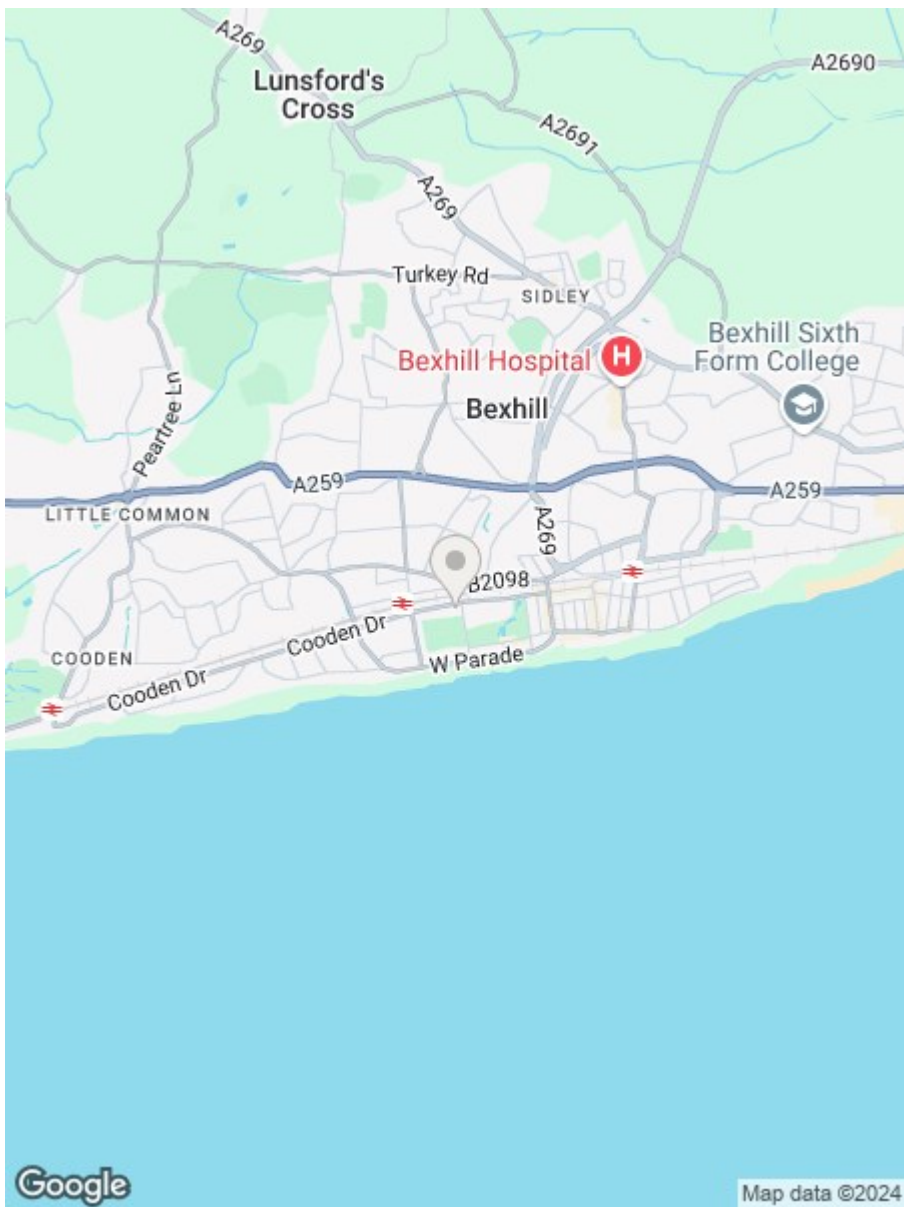 A269
A2690
Lunsford's
Cross
A2691
A269
Turkey Rd
SIDLEY
Bexhill Hospital
H
Bexhill Sixth
Form College
Bexhill
Peartree Ln
A259
A259
LITTLE COMMON
A269
B2098
Cooden Dr
W Parade
COODEN
Cooden Dr
Google
Map data ©2024